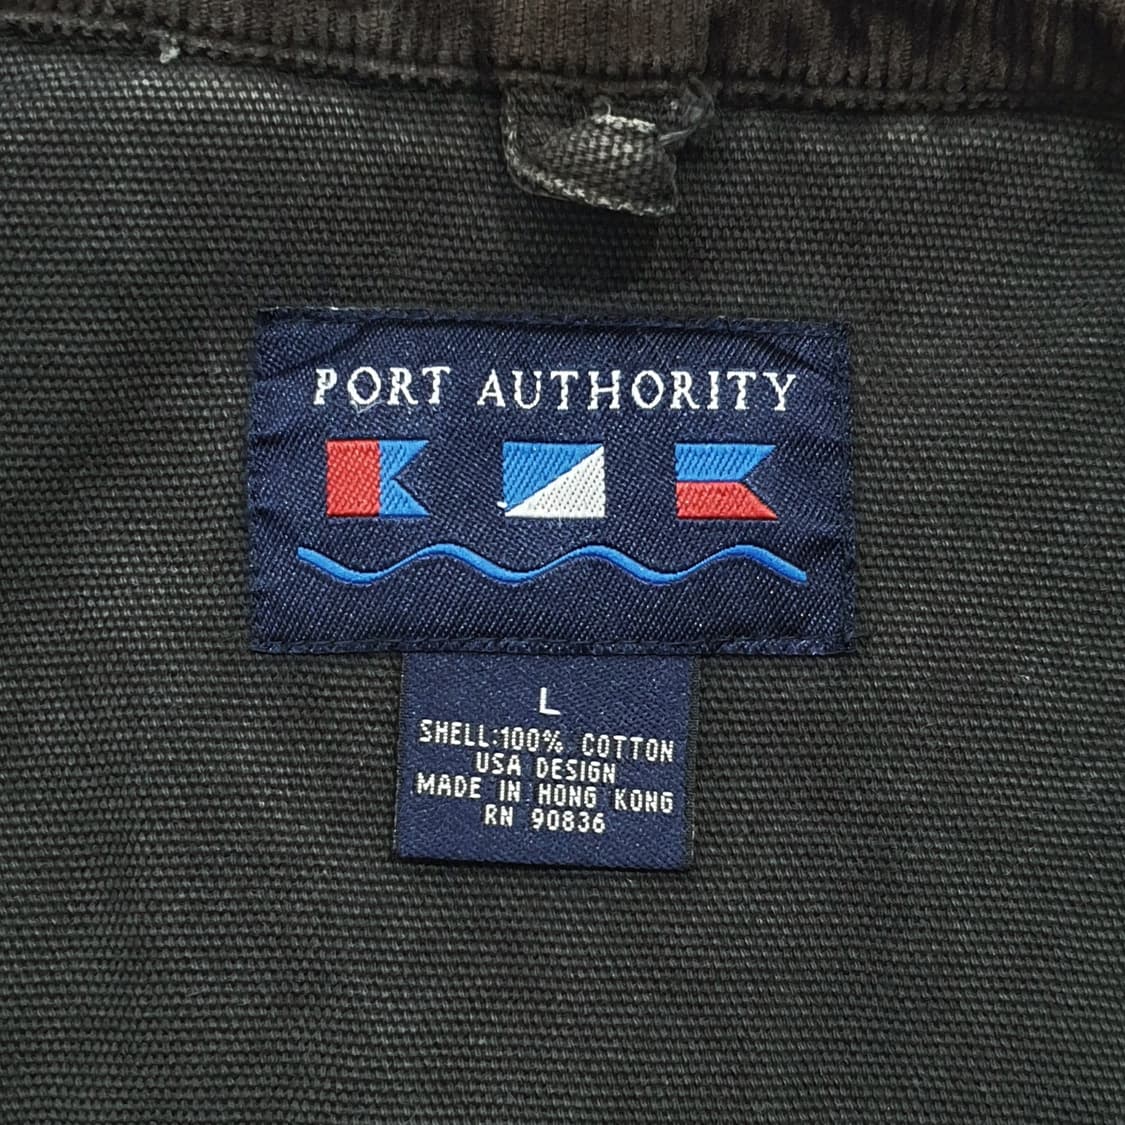 PORT AUTHORITY
L
SHELL:100% COTTON
USA DESIGN
MADE IN HONG KONG
RN 90836